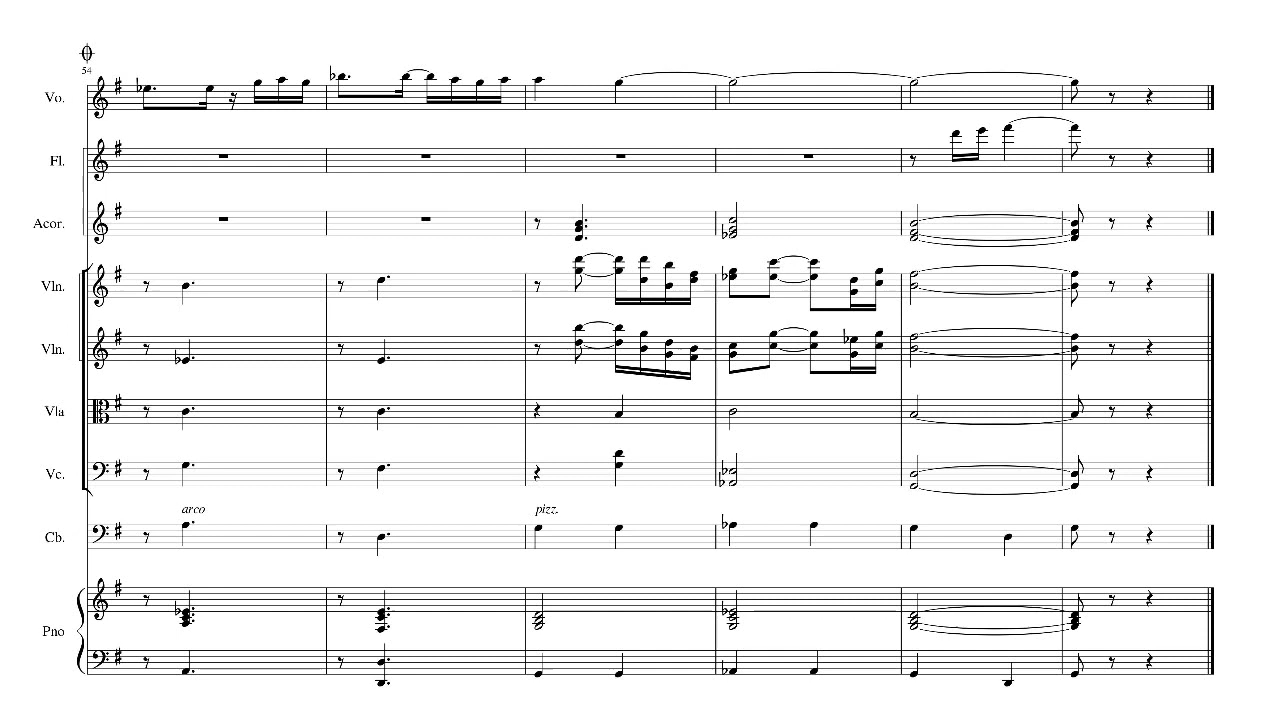 54
Vo.
Fl.
Acor.
Vln.
Vln.
Vla
Vc.
arco
pizz.
Cb.
Pno